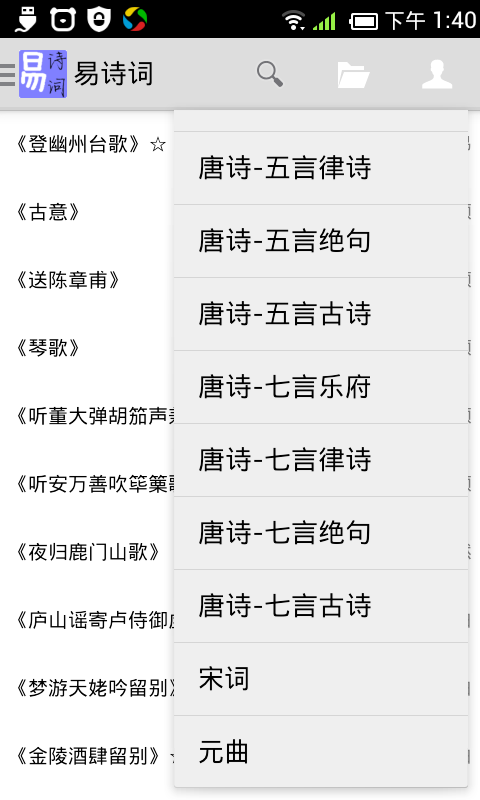 下午 1:40
易 诗词
易诗词
《登幽州台歌》☆
唐诗-五言律诗
《古意》
唐诗-五言绝句
《送陈章甫》
唐诗-五言古诗
《琴歌》
唐诗-七言乐府
《听董大弹胡笳声
唐诗-七言律诗
《听安万善吹筚篥
唐诗-七言绝句
《夜归鹿门山歌》
唐诗-七言古诗
《庐山谣寄卢侍御
宋词
《梦游天姥吟留别》
元曲
《金陵酒肆留别》